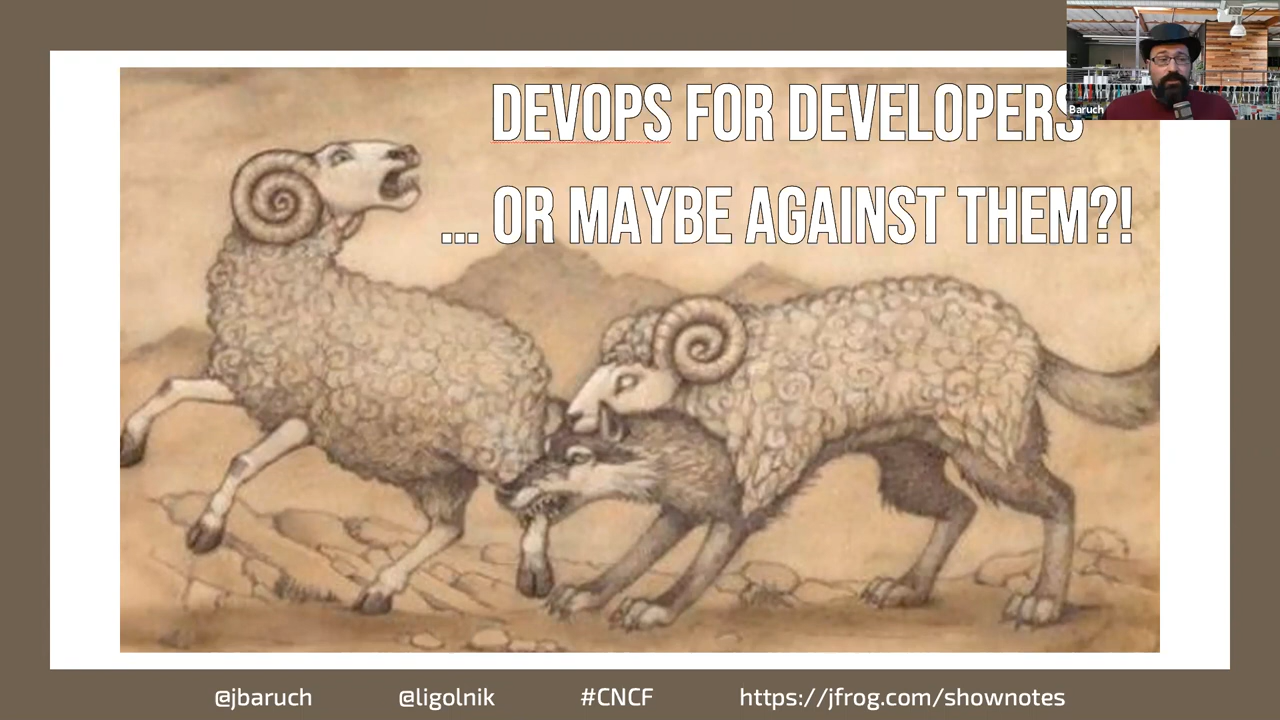 DEVOPS FOR DEVELOPERS
... OR MAYBE AGAINST THEM?!
Baruch
@jbaruch
@ligolnik
#CNCF
https://jfrog.com/shownotes